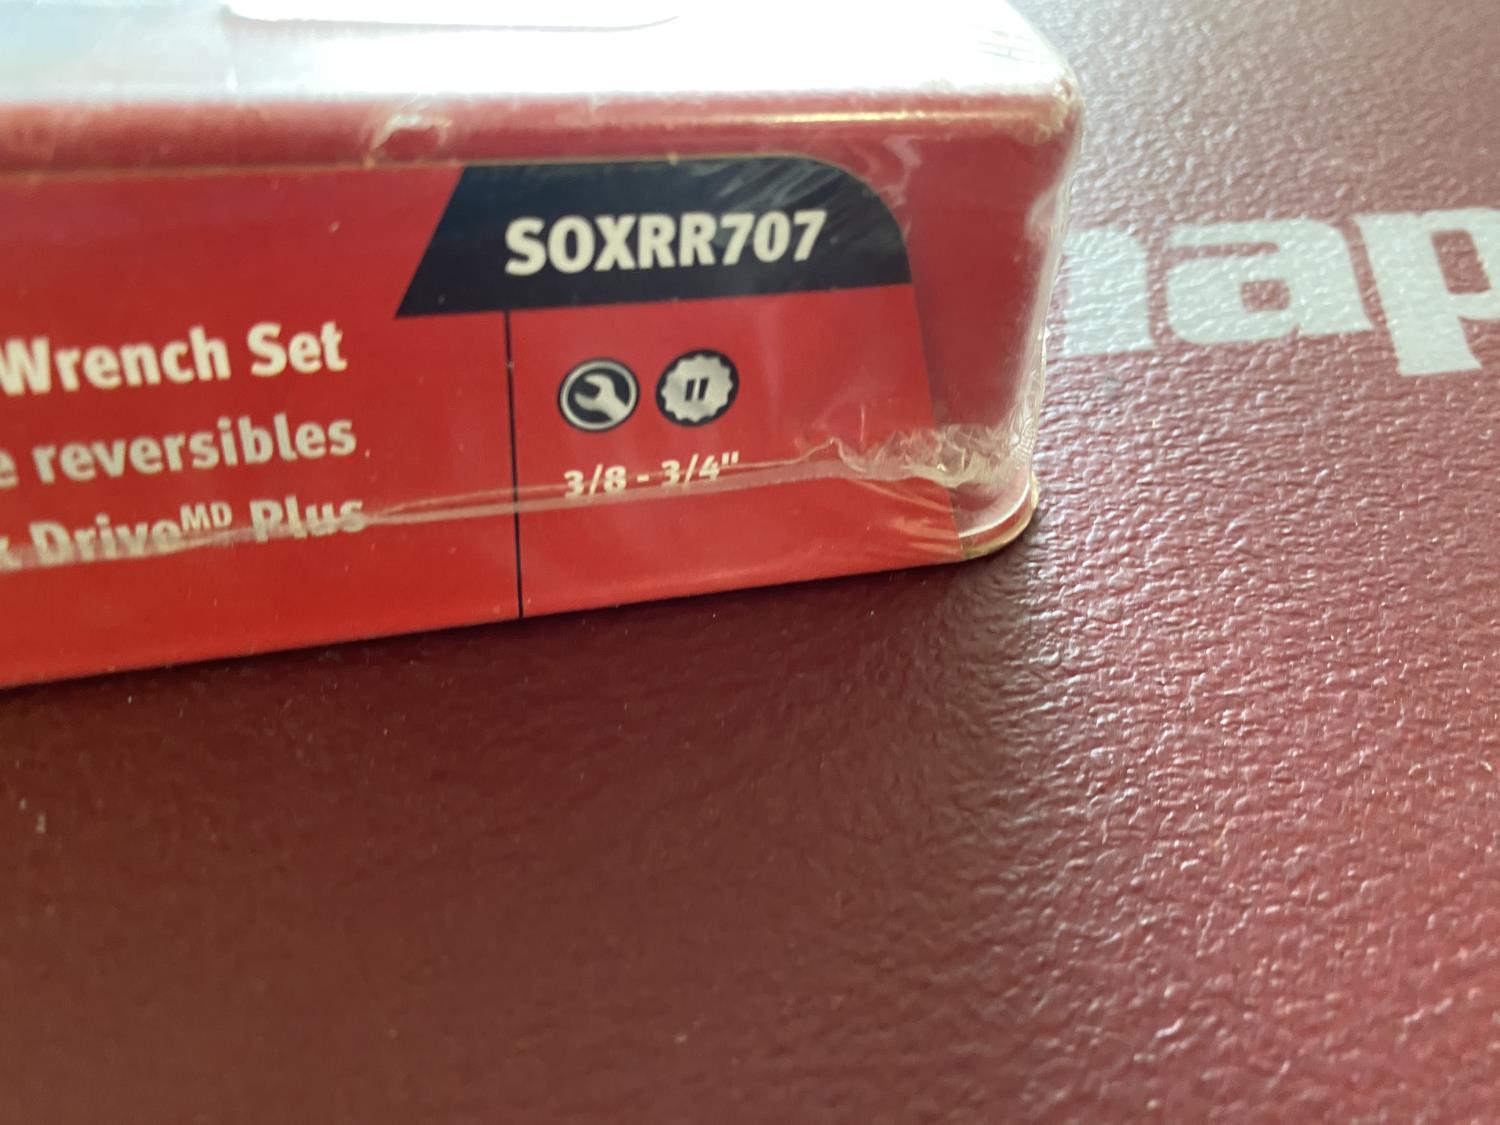 SOXRR707
Wrench Set
e reversibles
Drive MD Plus
3/8 - 3/4"
nap